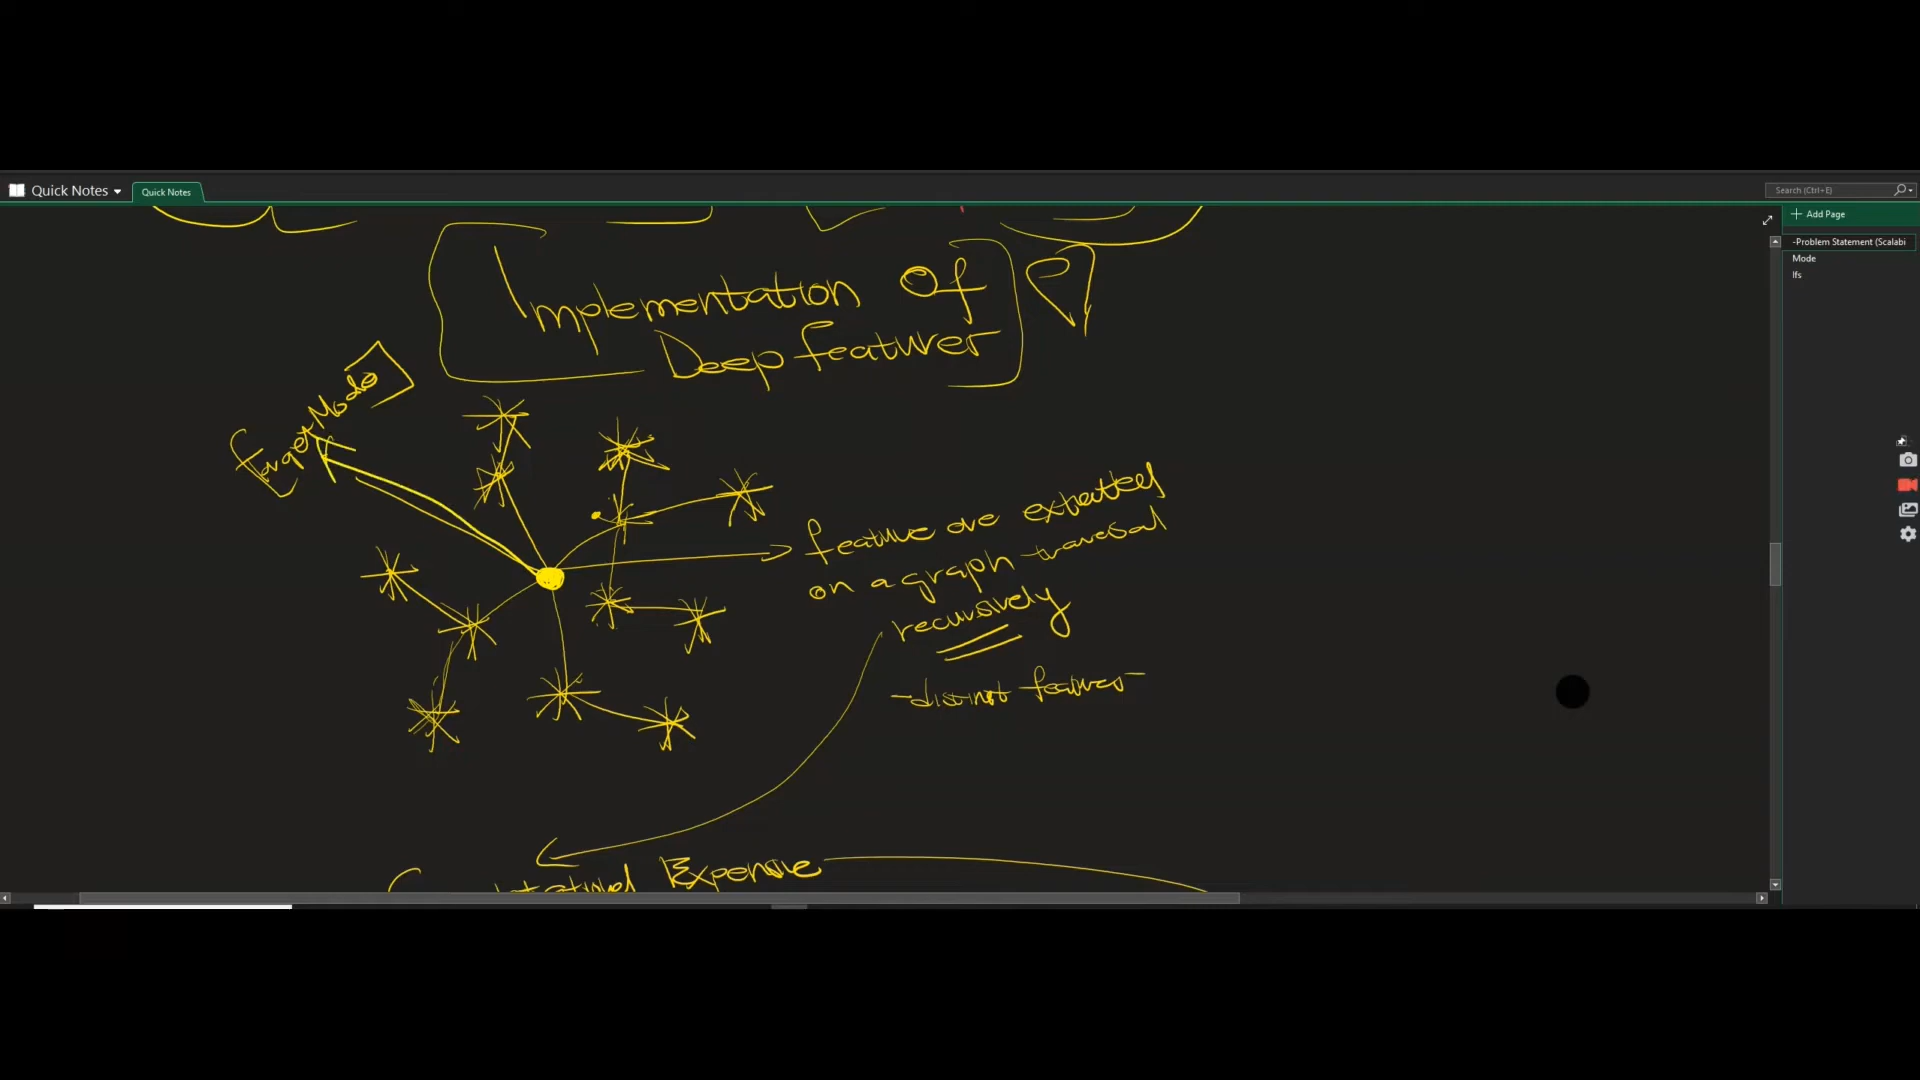 Quick Notes
Quick Notes
Search (Ctrl+E)
Add Page
-Problem Statement (Scalabi
Mode
Ifs
Implementation Of
Deep features
Target Mode
feature are extracted
on a graph traversal
recursively
-distinct features-
Expense